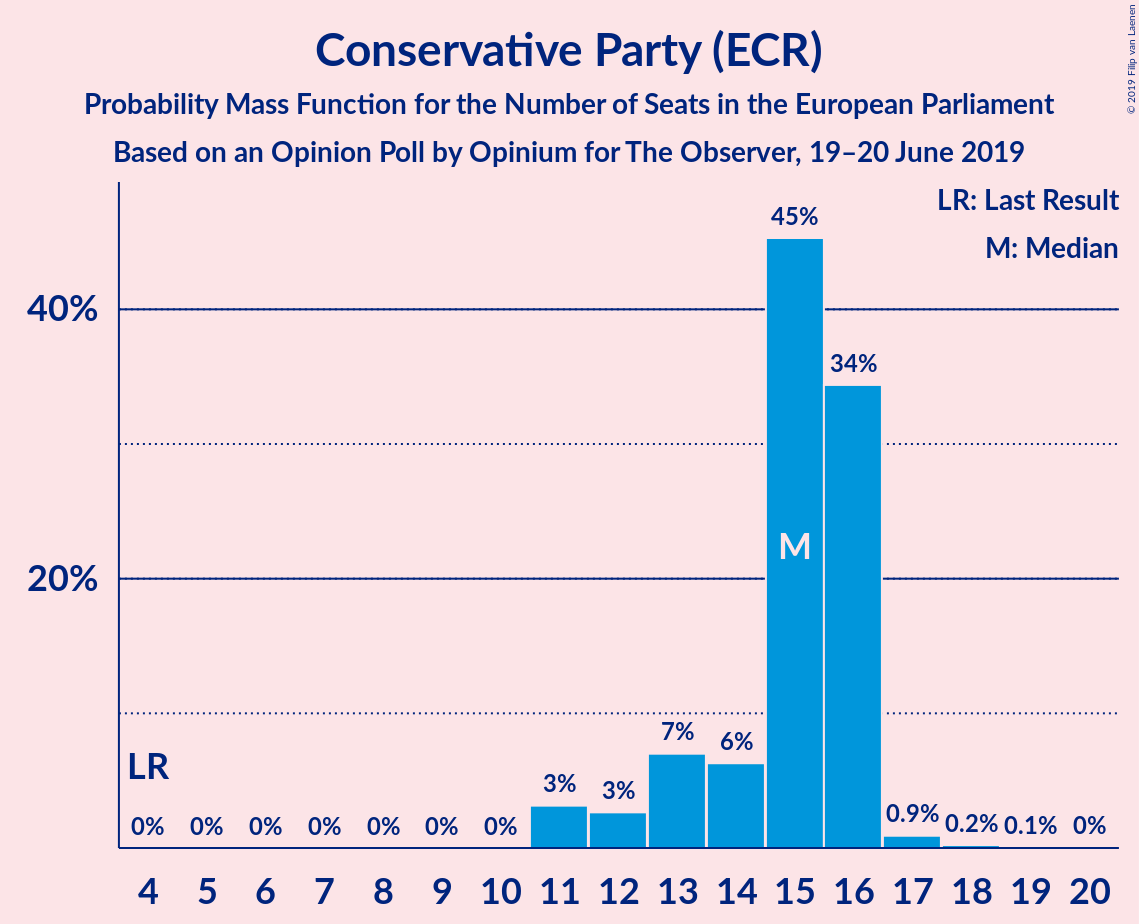 Conservative Party (ECR)
Probability Mass Function for the Number of Seats in the European Parliament
Based on an Opinion Poll by Opinium for The Observer, 19–20 June 2019
© 2019 Filip van Laenen
LR: Last Result
M: Median
45%
40%
34%
M
20%
7%
6%
LR
3%
3%
0% 0% 0% 0% 0% 0% 0% 0.9% 0.2% 0.1% 0%
4 5 6 7 8 9 10 11 12 13 14 15 16 17 18 19 20